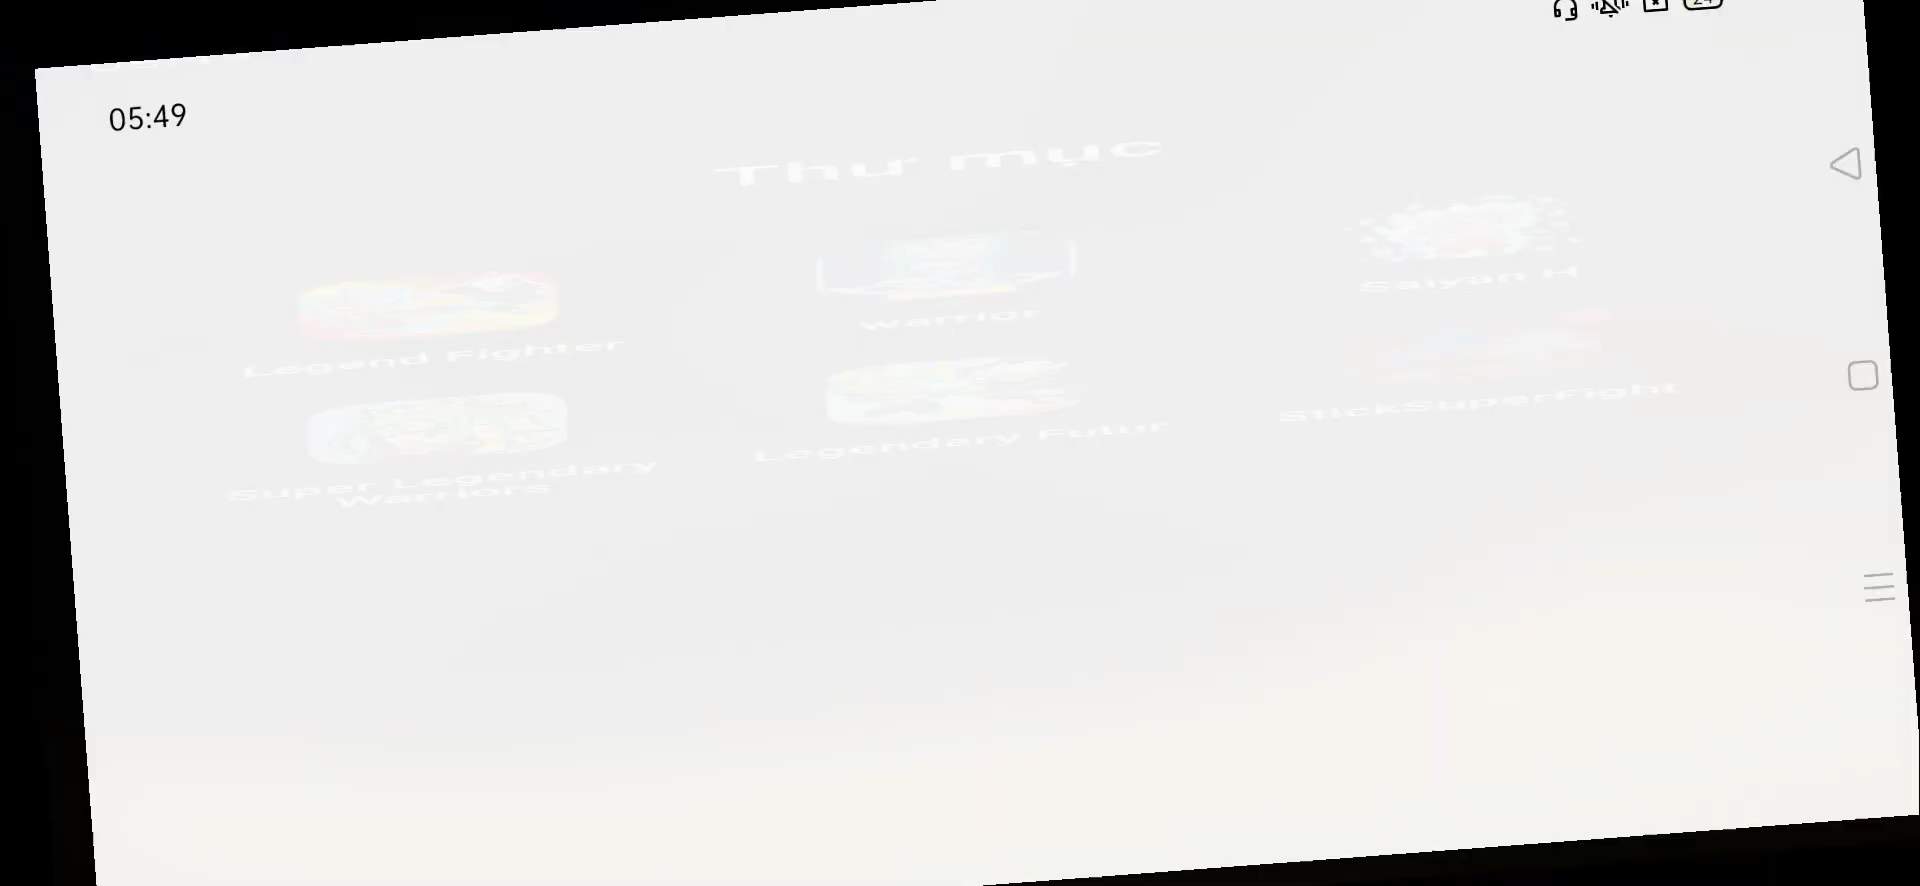 05:49
Thư mục
Legend Fighter
Warrior
Saiyan H
Super Legendary
Warriors
Legendary Futur
StickSuperFight